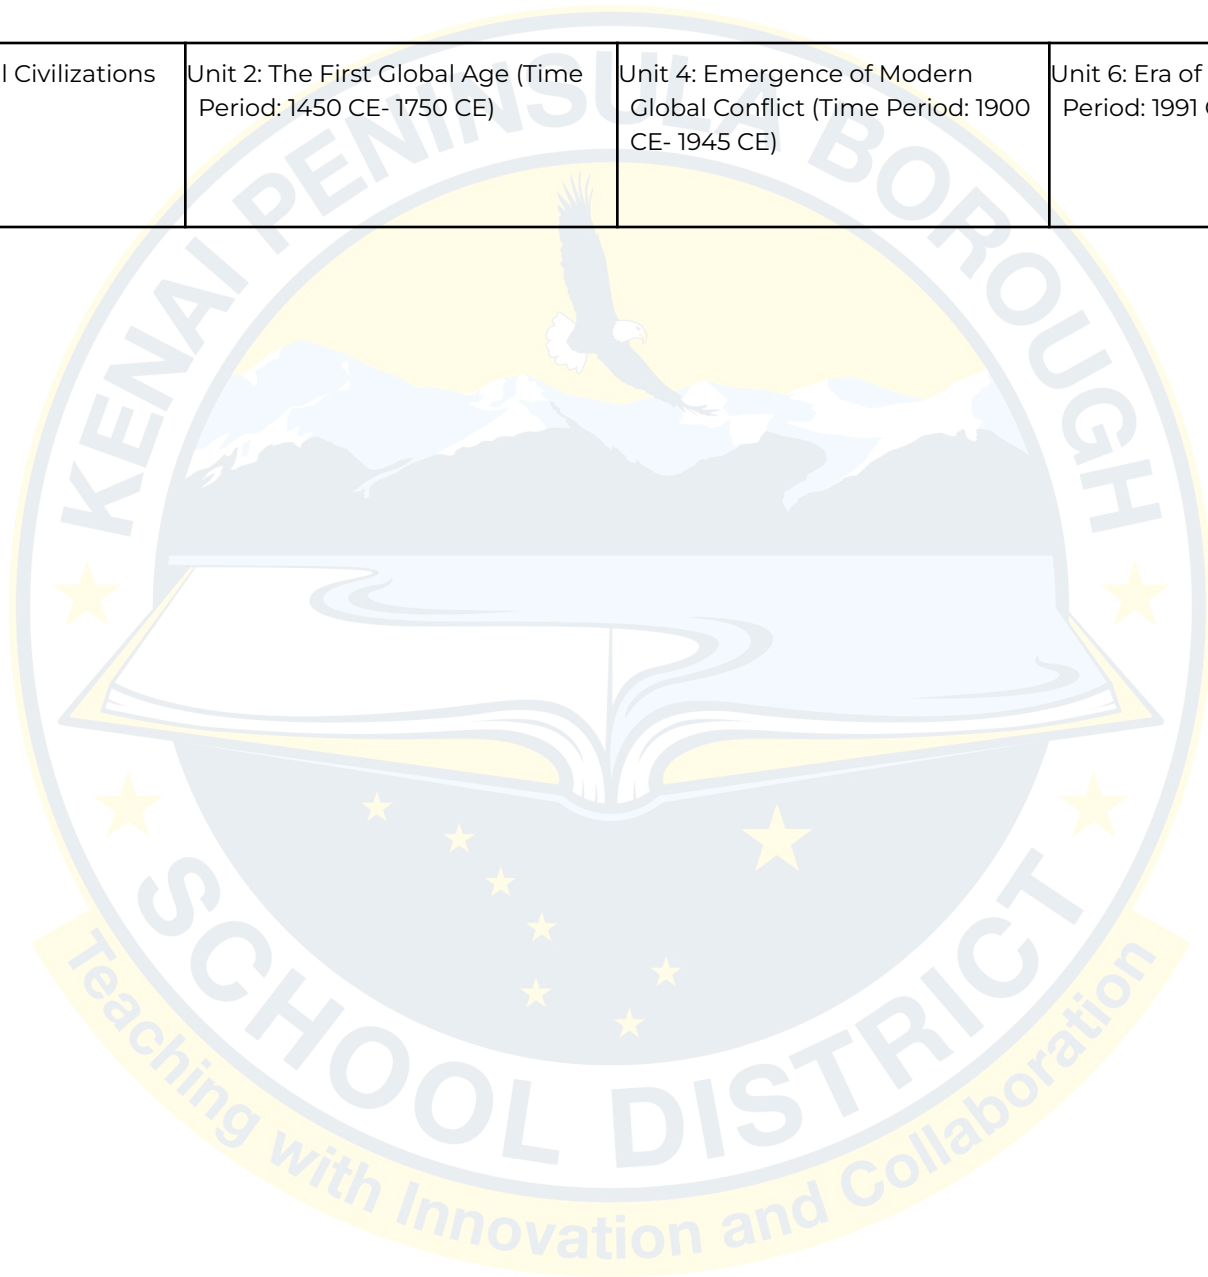 l Civilizations
Unit 2: The First Global Age (Time
Period: 1450 CE- 1750 CE)
Unit 4: Emergence of Modern
Global Conflict (Time Period: 1900
CE- 1945 CE)
Unit 6: Era of
Period: 1991
KENAI PENINSULA BOROUGH
SCHOOL DISTRICT
Teaching with Innovation and Collaboration